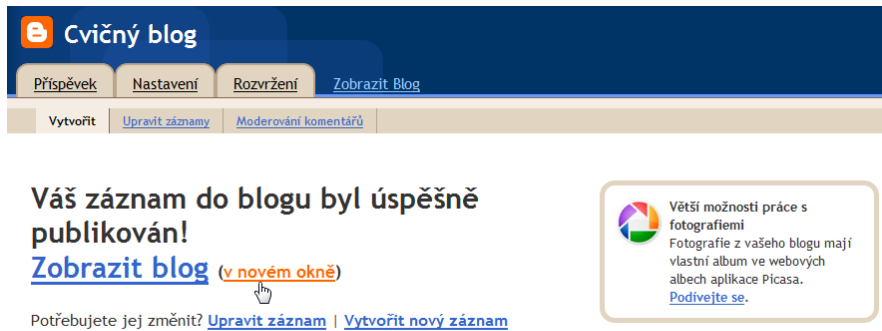 Cvičný blog
Příspěvek Nastavení Rozvržení Zobrazit Blog
Vytvořit Upravit záznamy Moderování komentářů
Váš záznam do blogu byl úspěšně
publikován!
Zobrazit blog (v novém okně)
Potřebujete jej změnit? Upravit záznam | Vytvořit nový záznam
Větší možnosti práce s
fotografiemi
Fotografie z vašeho blogu mají
vlastní album ve webových
albech aplikace Picasa.
Podívejte se.